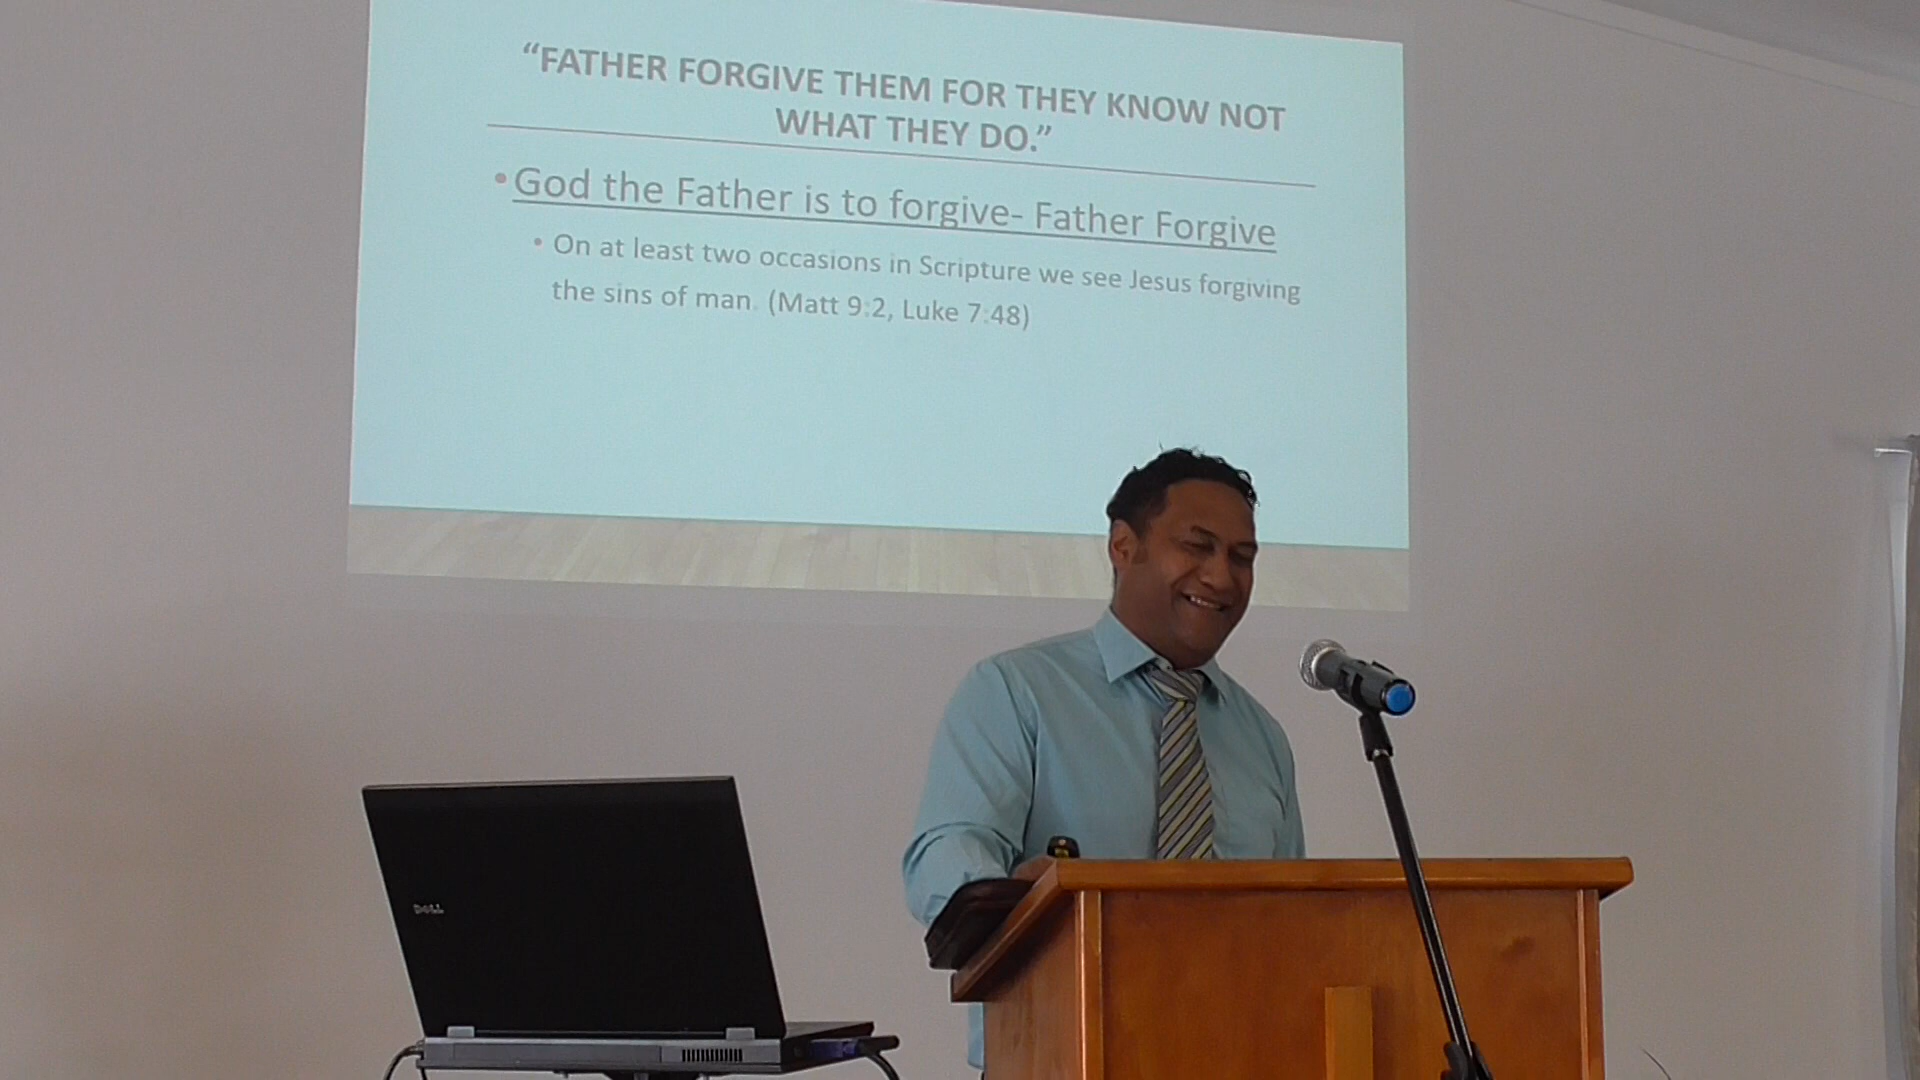 “FATHER FORGIVE THEM FOR THEY KNOW NOT
WHAT THEY DO.”
•God the Father is to forgive- Father Forgive
• On at least two occasions in Scripture we see Jesus forgiving
the sins of man. (Matt 9:2, Luke 7:48)
DELL